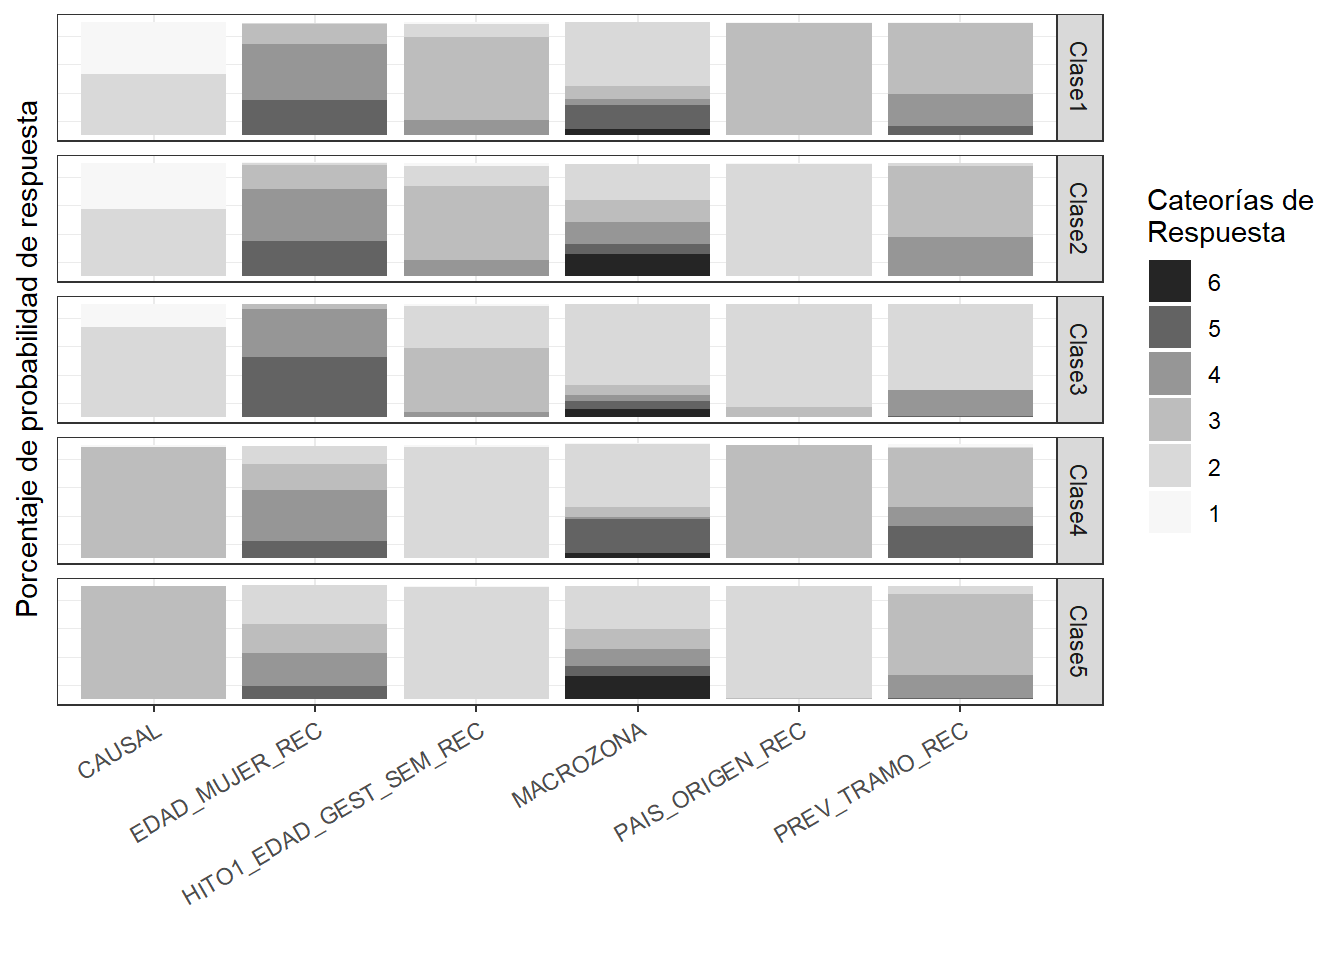 Porcentaje de probabilidad de respuesta
Clase1
Clase2
Clase3
Clase4
Clase5
CAUSAL
EDAD_MUJER_REC
HITO1_EDAD_GEST_SEM_REC
MACROZONA
PAIS_ORIGEN_REC
PREV_TRAMO_REC
Cateorías de
Respuesta
6
5
4
3
2
1